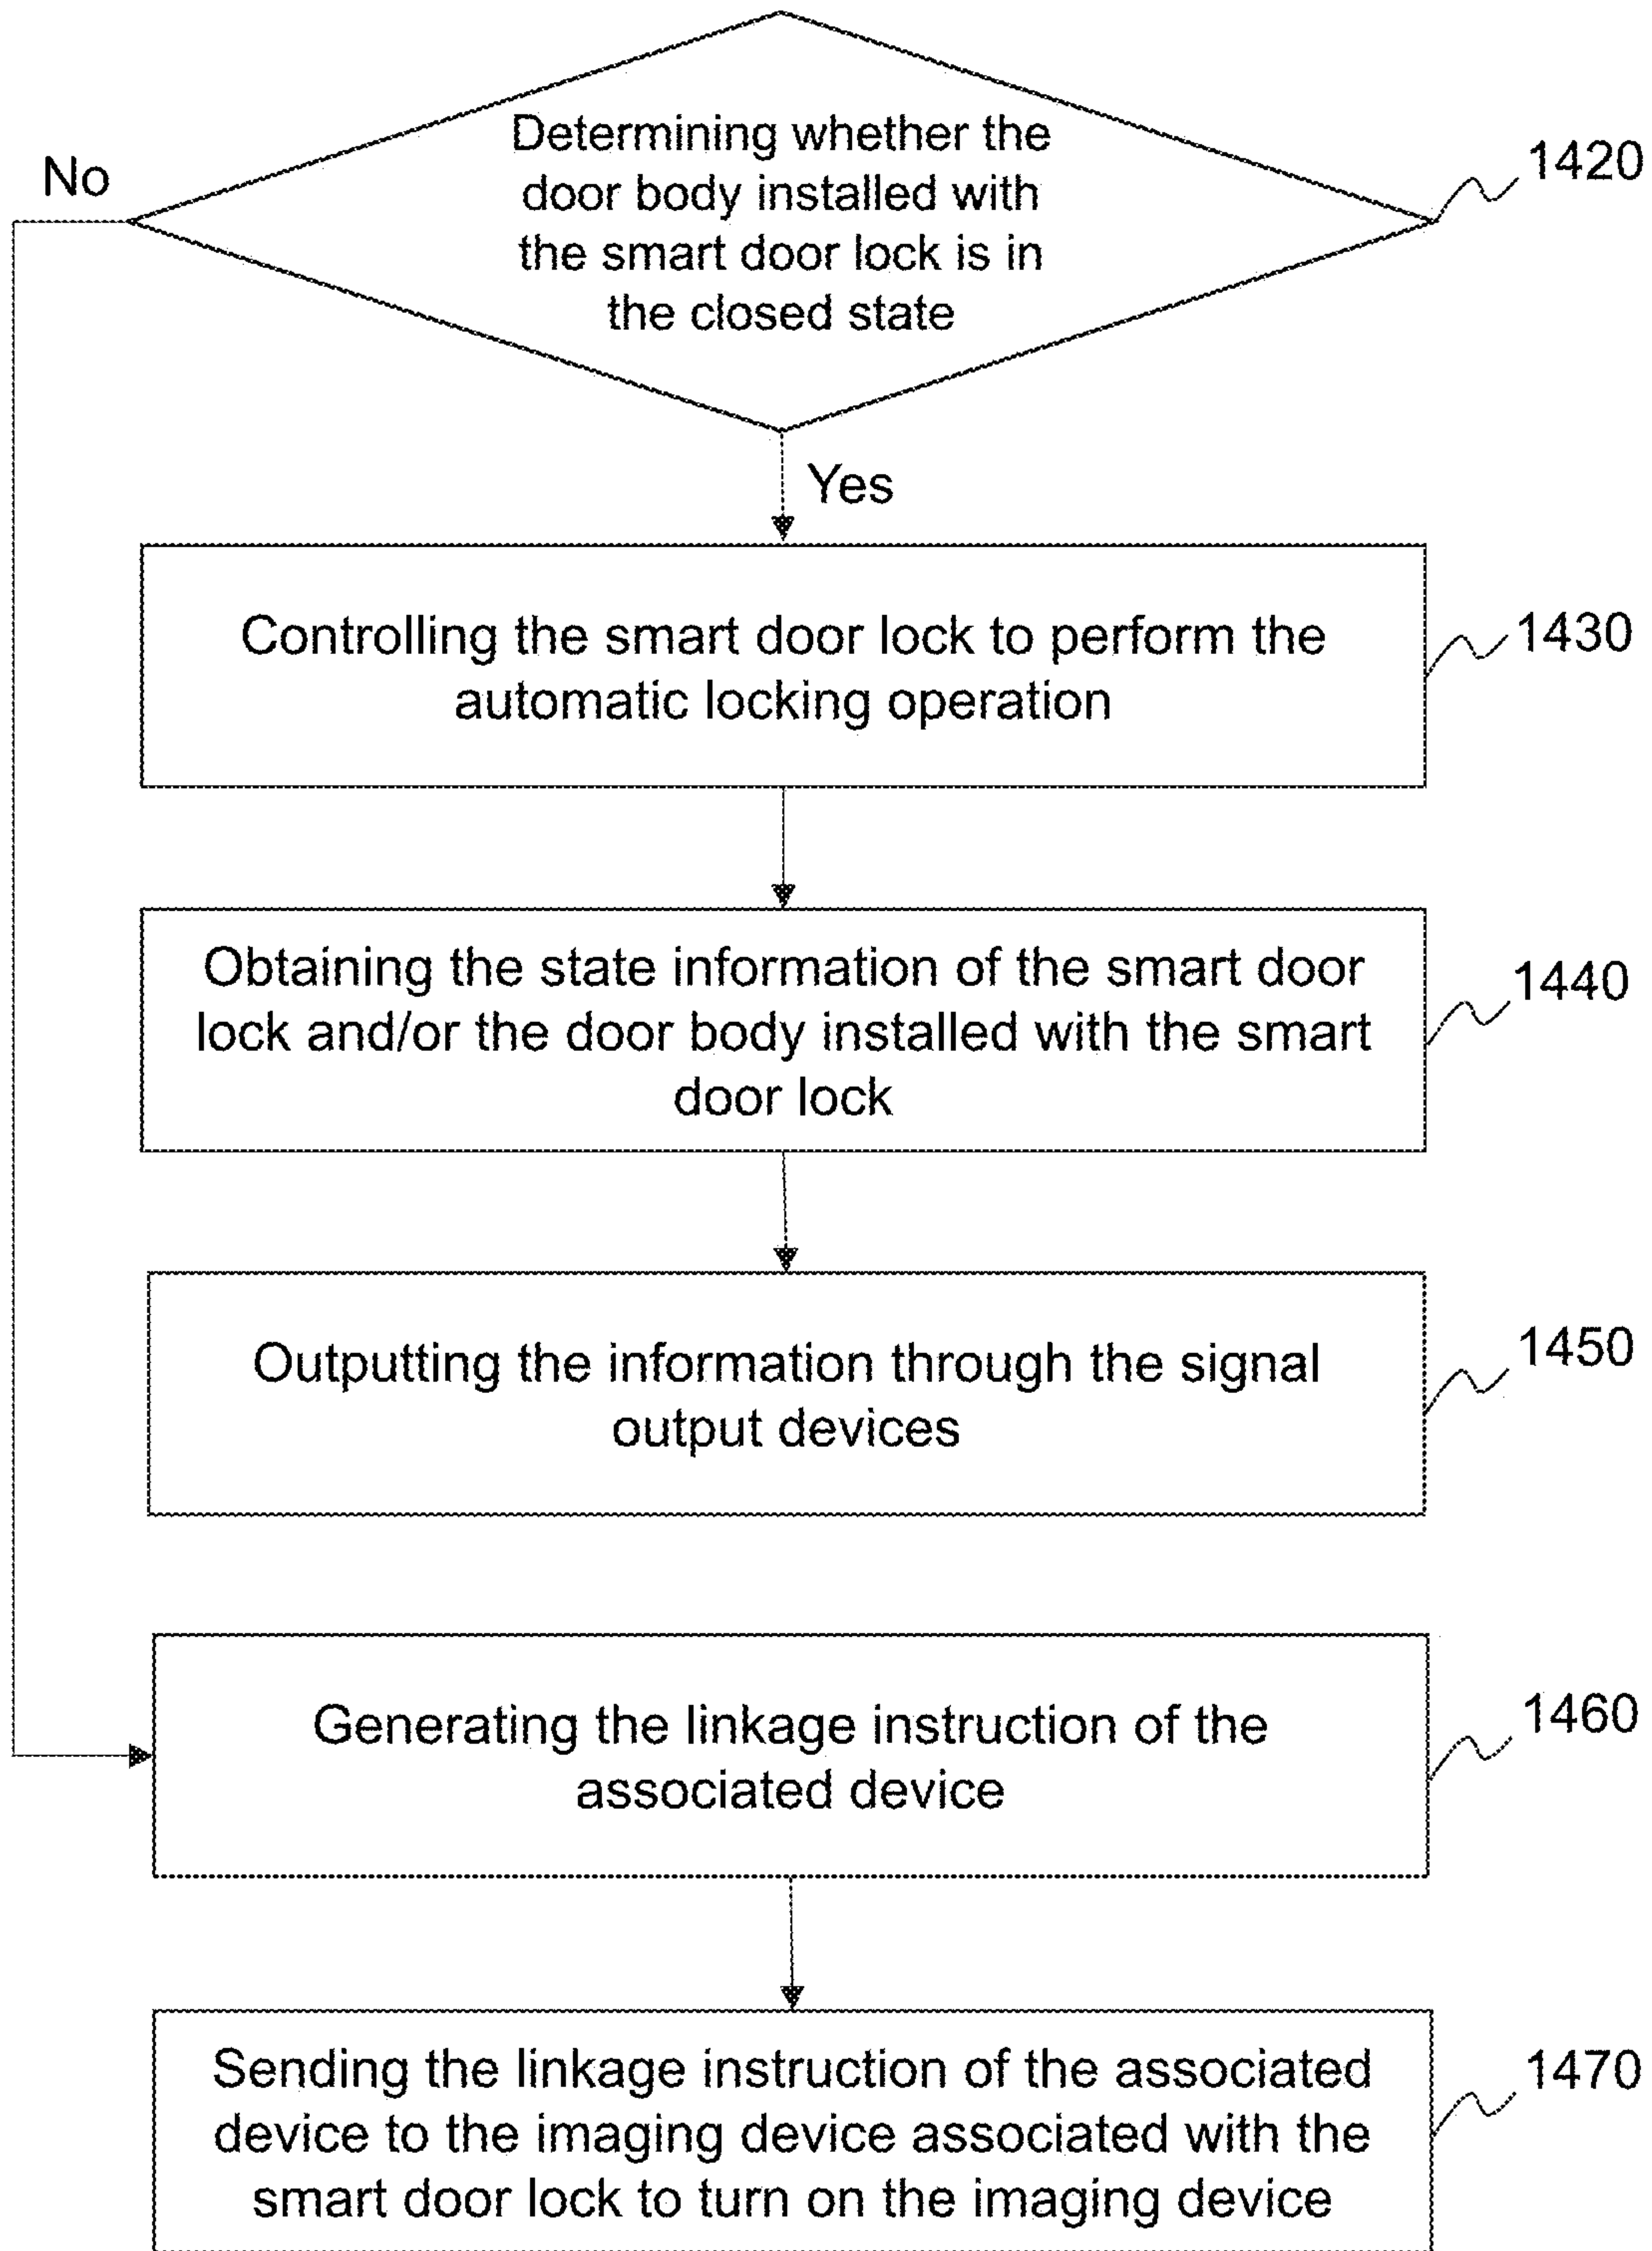 Determining whether the
door body installed with
the smart door lock is in
the closed state
No
1420
Yes
Controlling the smart door lock to perform the
automatic locking operation
1430
Obtaining the state information of the smart door
lock and/or the door body installed with the smart
door lock
1440
Outputting the information through the signal
output devices
1450
Generating the linkage instruction of the
associated device
1460
Sending the linkage instruction of the associated
device to the imaging device associated with the
smart door lock to turn on the imaging device
1470